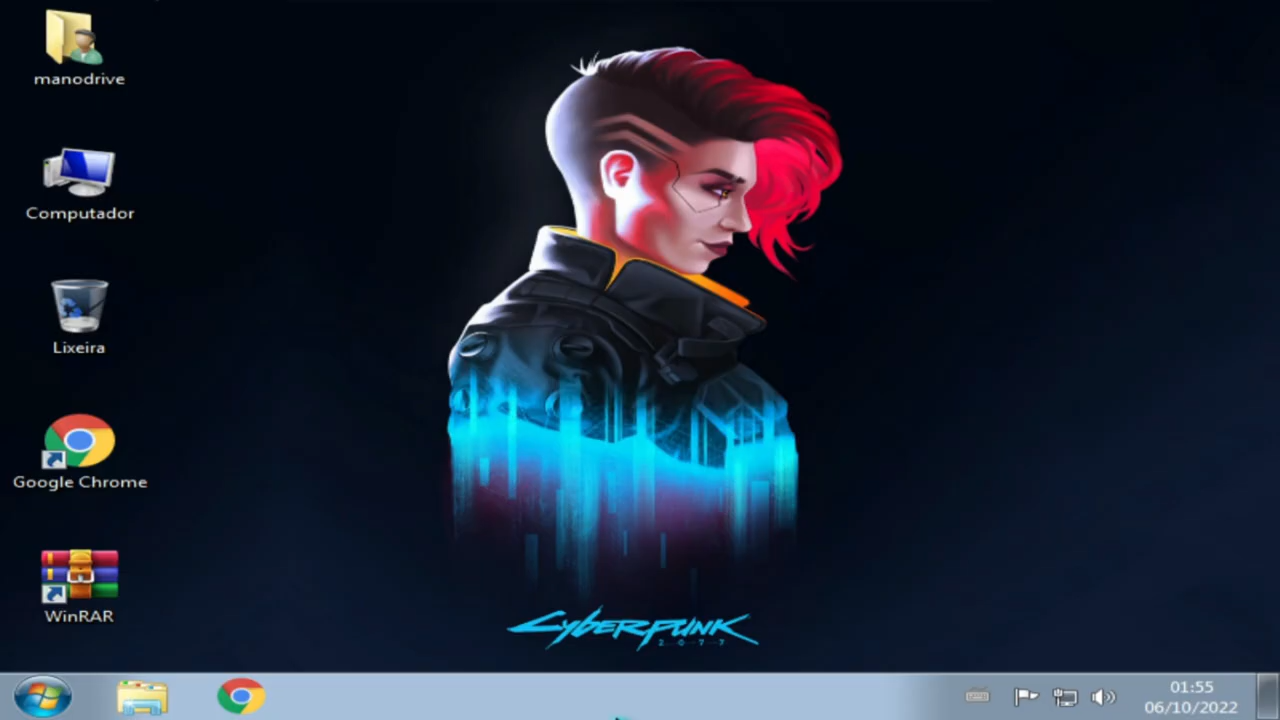 manodrive
Computador
Lixeira
Google Chrome
WinRAR
CYBERPUNK
2077
01:55
06/10/2022